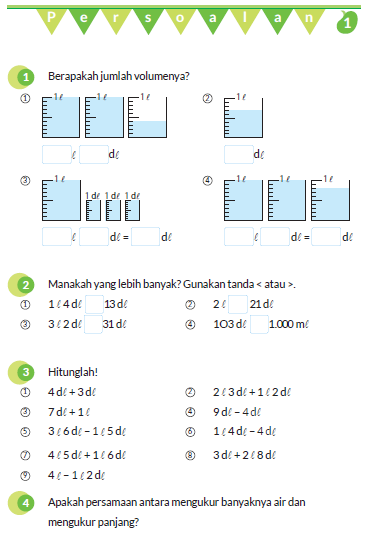 Persoalan 1
1 Berapakah jumlah volumenya?
① 1 ℓ 1 ℓ 1 ℓ ② 1 ℓ
ℓ dℓ dℓ
③ 1 ℓ 1 dℓ 1 dℓ 1 dℓ ④ 1 ℓ 1 ℓ 1 ℓ
ℓ dℓ = dℓ ℓ dℓ = dℓ
2 Manakah yang lebih banyak? Gunakan tanda < atau >.
① 1 ℓ 4 dℓ 13 dℓ ② 2 ℓ 21 dℓ
③ 3 ℓ 2 dℓ 31 dℓ ④ 103 dℓ 1.000 mℓ
3 Hitunglah!
① 4 dℓ + 3 dℓ ② 2 ℓ 3 dℓ + 1 ℓ 2 dℓ
③ 7 dℓ + 1 ℓ ④ 9 dℓ – 4 dℓ
⑤ 3 ℓ 6 dℓ – 1 ℓ 5 dℓ ⑥ 1 ℓ 4 dℓ – 4 dℓ
⑦ 4 ℓ 5 dℓ + 1 ℓ 6 dℓ ⑧ 3 dℓ + 2 ℓ 8 dℓ
⑨ 4 ℓ – 1 ℓ 2 dℓ
4 Apakah persamaan antara mengukur banyaknya air dan
mengukur panjang?